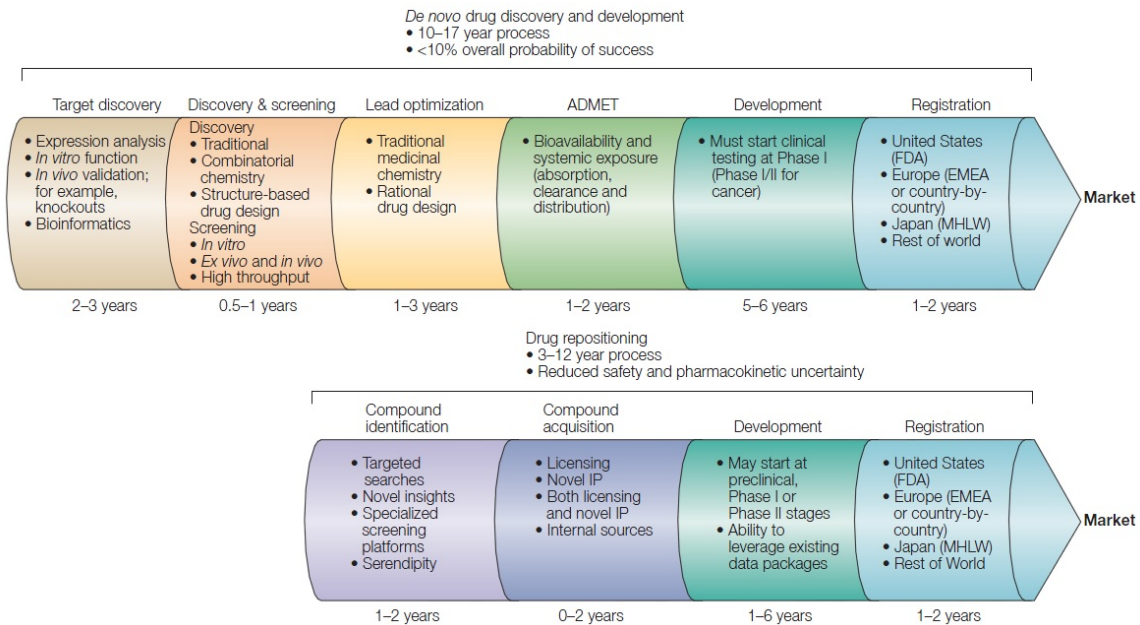 De novo drug discovery and development
• 10–17 year process
• <10% overall probability of success
Target discovery
• Expression analysis
• In vitro function
• In vivo validation;
for example,
knockouts
• Bioinformatics
2–3 years
Discovery & screening
Discovery
• Traditional
• Combinatorial
chemistry
• Structure-based
drug design
Screening
• In vitro
• Ex vivo and in vivo
• High throughput
0.5–1 years
Lead optimization
• Traditional
medicinal
chemistry
• Rational
drug design
1–3 years
ADMET
• Bioavailability and
systemic exposure
(absorption,
clearance and
distribution)
1–2 years
Development
• Must start clinical
testing at Phase I
(Phase I/II for
cancer)
5–6 years
Registration
• United States
(FDA)
• Europe (EMEA
or country-by-
country)
• Japan (MHLW)
• Rest of world
1–2 years
Market
Drug repositioning
• 3–12 year process
• Reduced safety and pharmacokinetic uncertainty
Compound
identification
• Targeted
searches
• Novel insights
• Specialized
screening
platforms
• Serendipity
1–2 years
Compound
acquisition
• Licensing
• Novel IP
• Both licensing
and novel IP
• Internal sources
0–2 years
Development
• May start at
preclinical,
Phase I or
Phase II stages
• Ability to
leverage existing
data packages
1–6 years
Registration
• United States
(FDA)
• Europe (EMEA
or country-by-
country)
• Japan (MHLW)
• Rest of World
1–2 years
Market